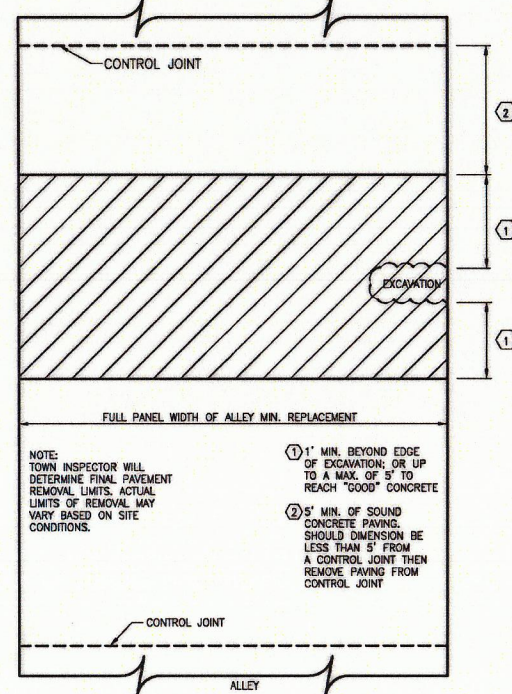 CONTROL JOINT
2
1
EXCAVATION
1
FULL PANEL WIDTH OF ALLEY MIN. REPLACEMENT
NOTE:
TOWN INSPECTOR WILL
DETERMINE FINAL PAVEMENT
REMOVAL LIMITS. ACTUAL
LIMITS OF REMOVAL MAY
VARY BASED ON SITE
CONDITIONS.
1 1' MIN. BEYOND EDGE
OF EXCAVATION; OR UP
TO A MAX. OF 5' TO
REACH "GOOD" CONCRETE
2 5' MIN. OF SOUND
CONCRETE PAVING.
SHOULD DIMENSION BE
LESS THAN 5' FROM
A CONTROL JOINT THEN
REMOVE PAVING FROM
CONTROL JOINT
CONTROL JOINT
ALLEY